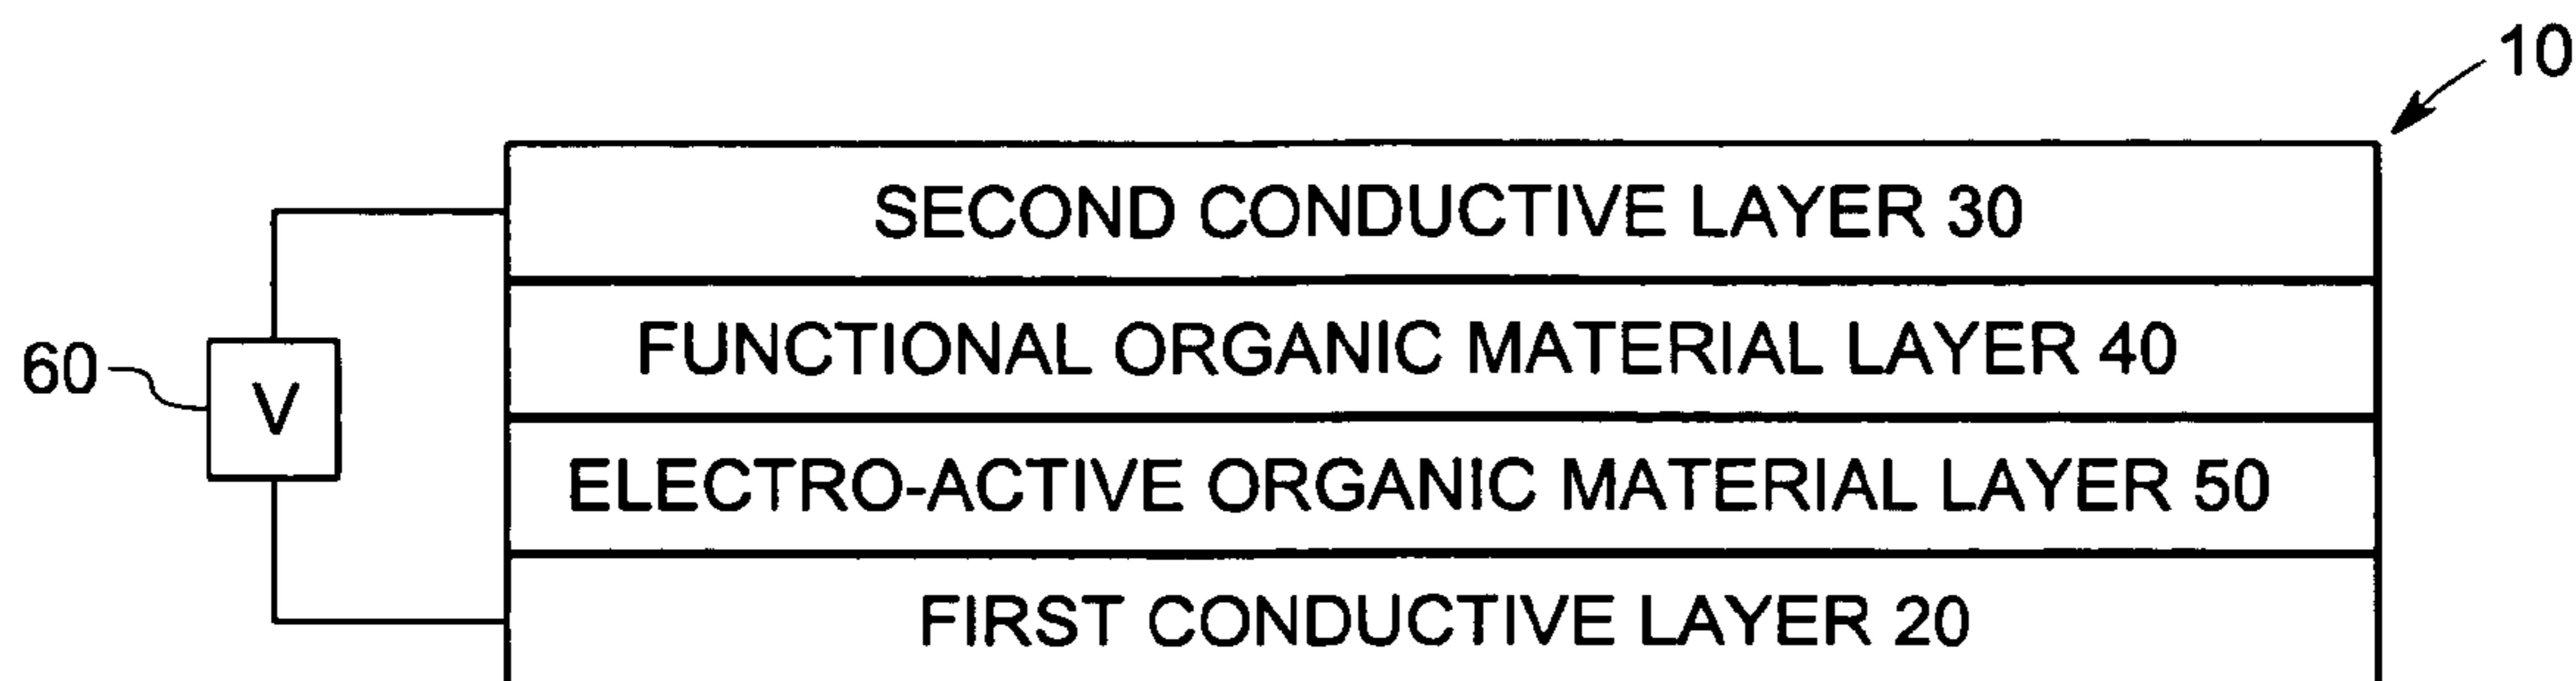 10
SECOND CONDUCTIVE LAYER 30
FUNCTIONAL ORGANIC MATERIAL LAYER 40
60
V
ELECTRO-ACTIVE ORGANIC MATERIAL LAYER 50
FIRST CONDUCTIVE LAYER 20